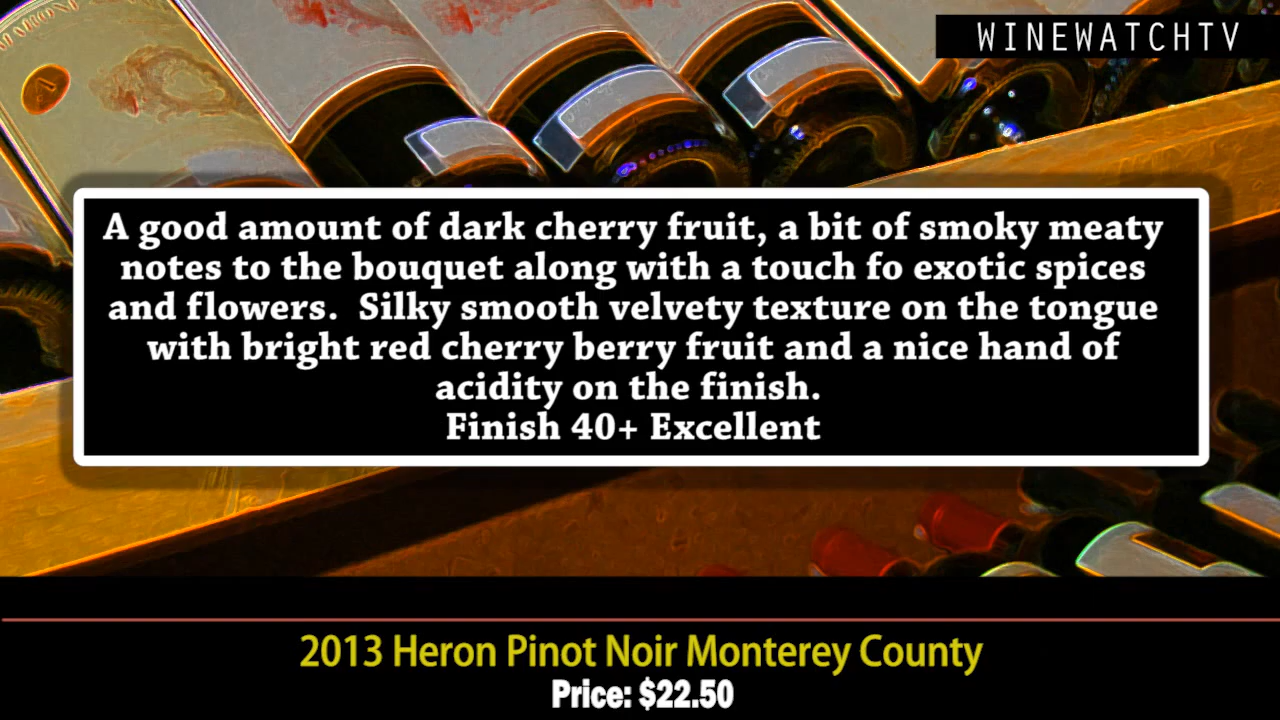 WINEWATCHTV
A good amount of dark cherry fruit, a bit of smoky meaty
notes to the bouquet along with a touch fo exotic spices
and flowers.  Silky smooth velvety texture on the tongue
with bright red cherry berry fruit and a nice hand of
acidity on the finish.
Finish 40+ Excellent
2013 Heron Pinot Noir Monterey County
Price: $22.50